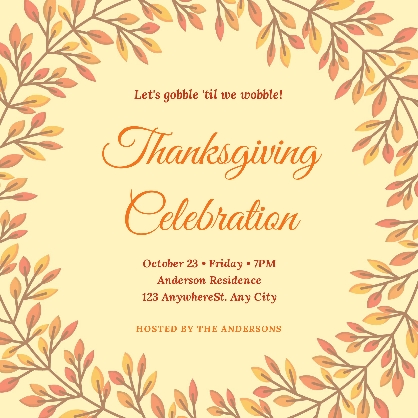 Let's gobble 'til we wobble!
Thanksgiving
Celebration
October 23 • Friday • 7PM
Anderson Residence
123 AnywhereSt. Any City
HOSTED BY THE ANDERSONS